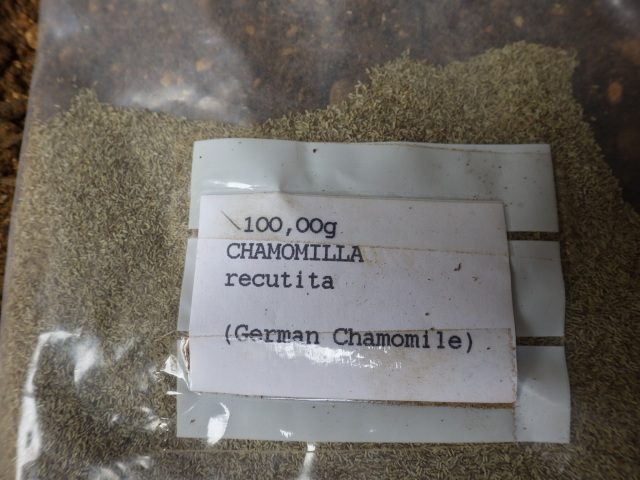 100,00g
CHAMOMILLA
recutita
(German Chamomile)